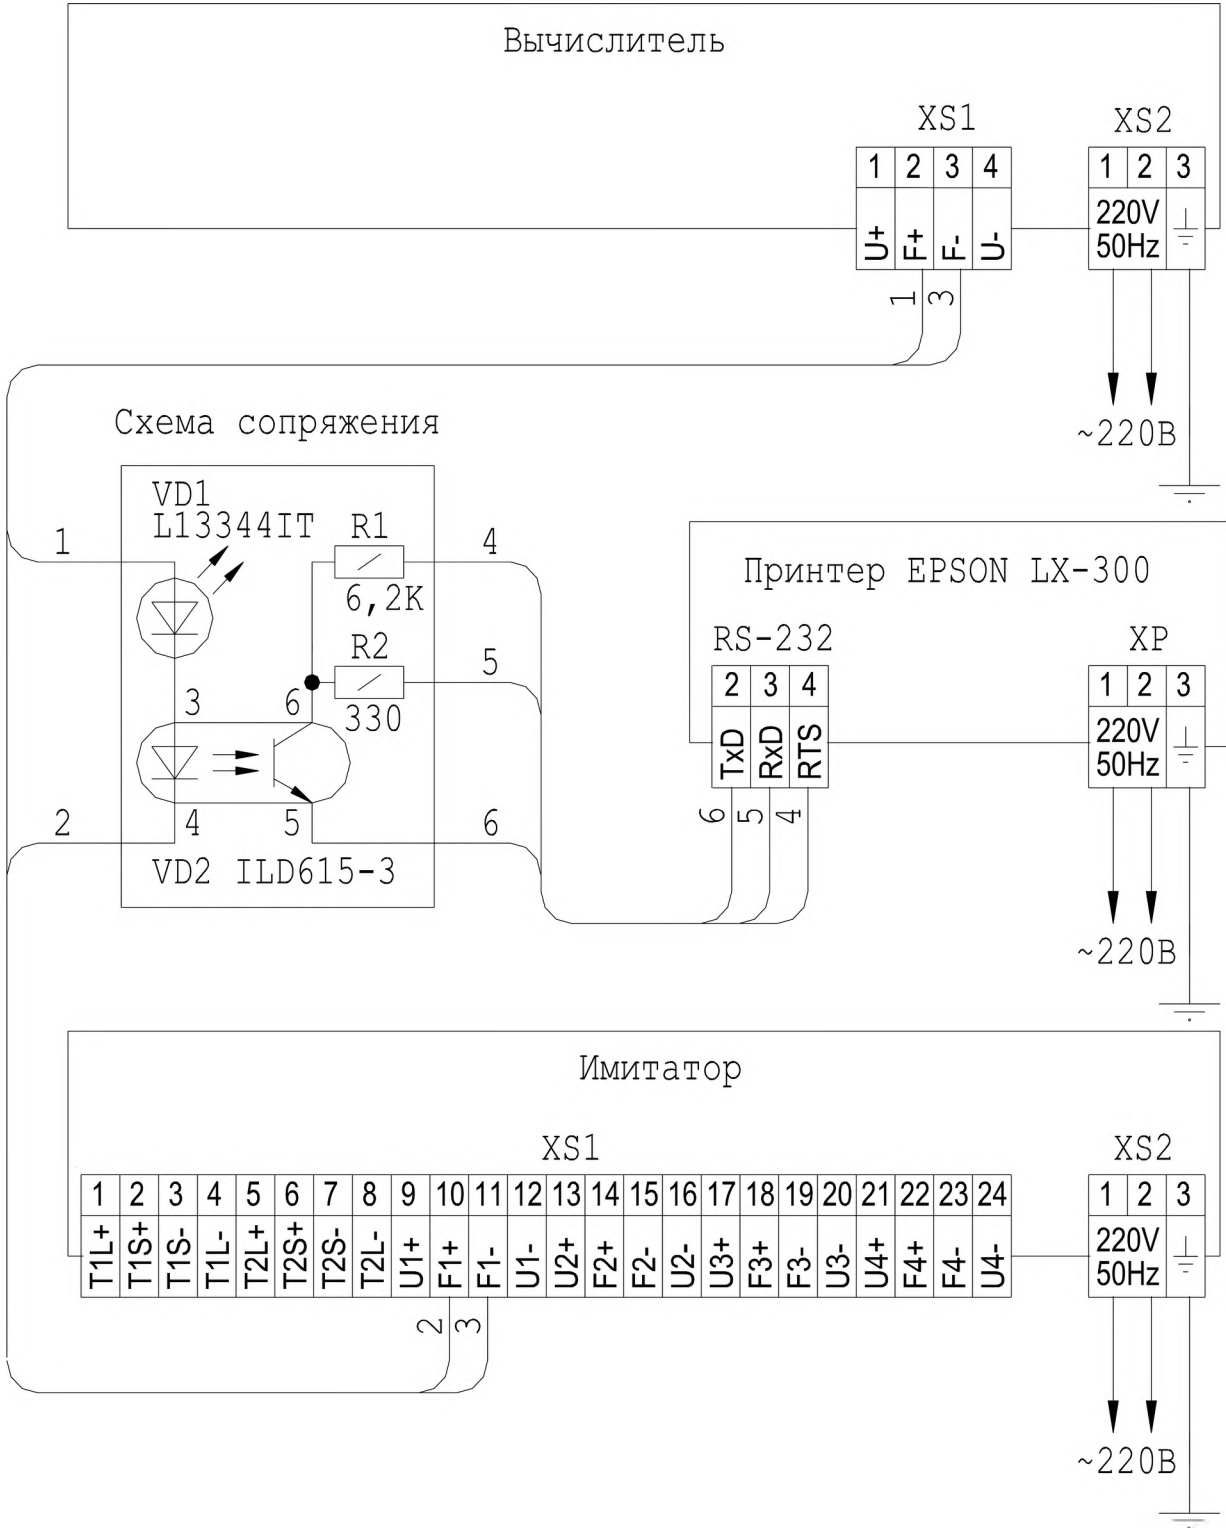 Вычислитель
XS1
XS2
1 2 3 4
1 2 3
U+ F+ F- U-
220V
50Hz
1 3
~220В
Схема сопряжения
VD1
L13344IT
R1
1
4
6,2K
R2
5
3 6
330
2
4 5
6
VD2 ILD615-3
Принтер EPSON LX-300
RS-232
XP
2 3 4
1 2 3
TxD RxD RTS
220V
50Hz
6 5 4
~220В
Имитатор
XS1
XS2
1 2 3 4 5 6 7 8 9 10 11 12 13 14 15 16 17 18 19 20 21 22 23 24
1 2 3
T1L+ T1S+ T1S- T1L- T2L+ T2S+ T2S- T2L- U1+ F1+ F1- U1- U2+ F2+ F2- U2- U3+ F3+ F3- U3- U4+ F4+ F4- U4-
220V
50Hz
2 3
~220В